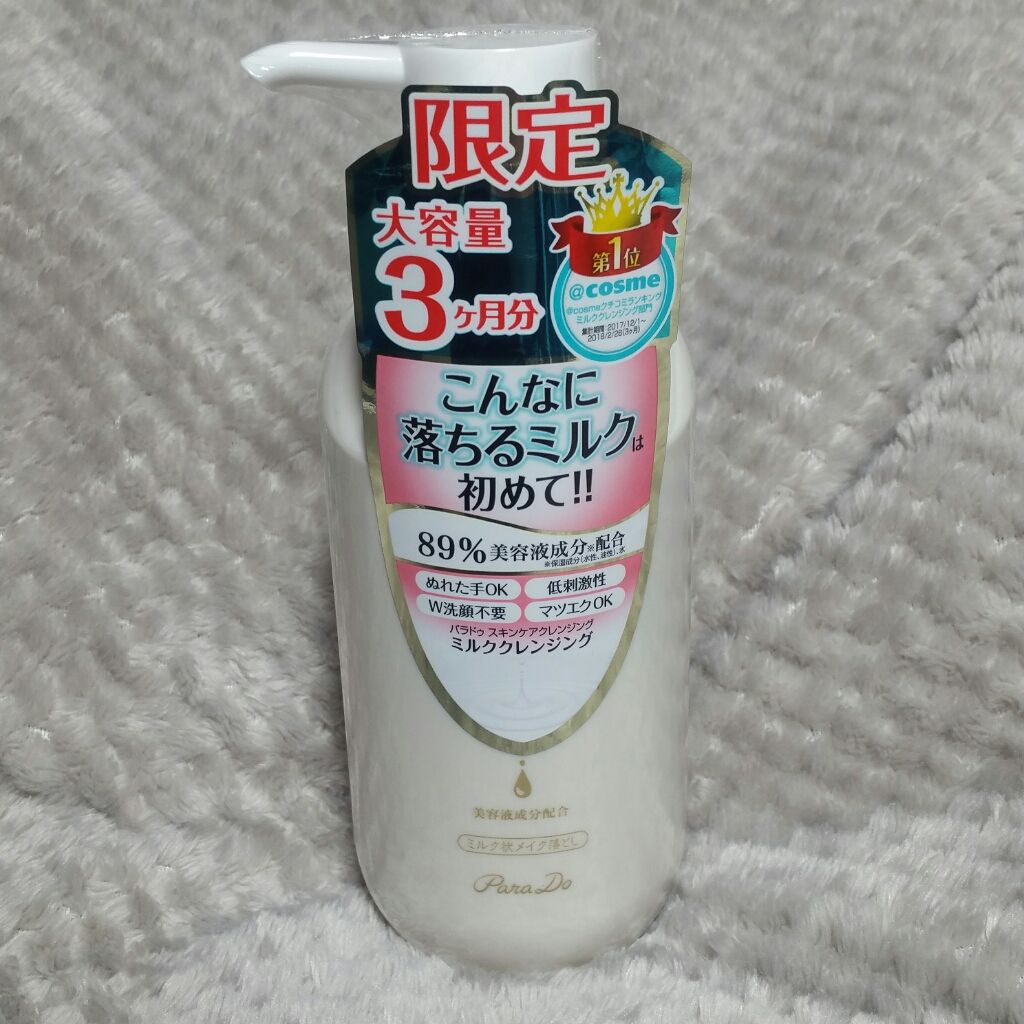 限定
大容量
3ヶ月分
第1位
@cosme
@cosmeクチコミランキング
ミルククレンジング部門
集計期間:2017/12/1～
2018/2/28(3ヶ月)
こんなに
落ちるミルクは
初めて!!
89%美容液成分※配合
※保湿成分(水性、油性)、水
ぬれた手OK
低刺激性
W洗顔不要
マツエクOK
パラドゥ スキンケアクレンジング
ミルククレンジング
美容液成分配合
ミルク状メイク落とし
ParaDo